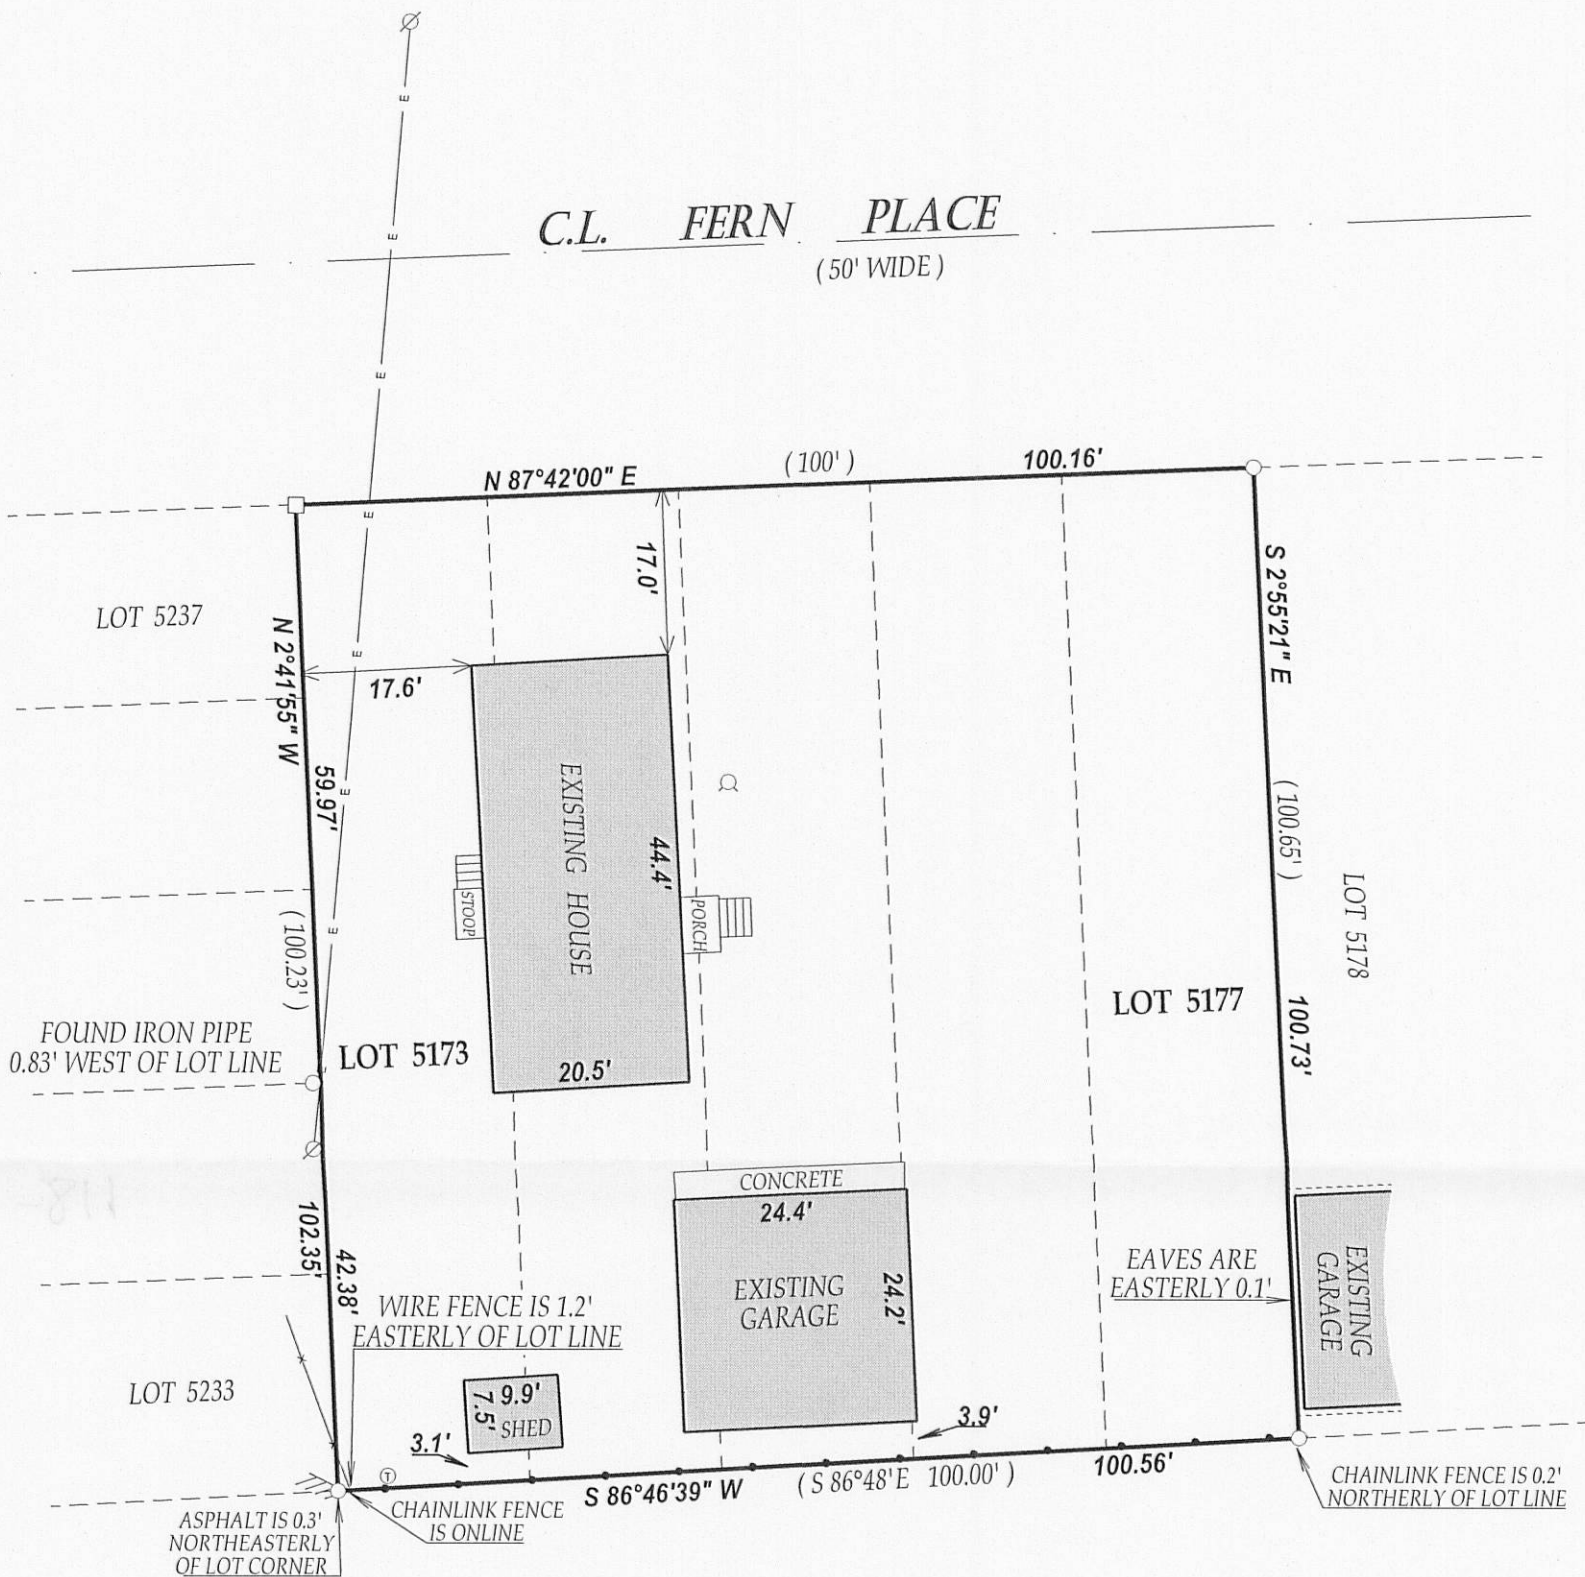 C.L. FERN PLACE
( 50' WIDE )
N 87°42'00" E
( 100' )
100.16'
17.0'
LOT 5237
N 2°41'55" W
17.6'
S 2°55'21" E
59.97'
EXISTING HOUSE
44.4'
( 100.65' )
STOOP
PORCH
( 100.23' )
LOT 5178
FOUND IRON PIPE
0.83' WEST OF LOT LINE
LOT 5173
20.5'
LOT 5177
100.73'
CONCRETE
24.4'
102.35'
42.38'
EXISTING
GARAGE
24.2'
EAVES ARE
EASTERLY 0.1'
EXISTING
GARAGE
WIRE FENCE IS 1.2'
EASTERLY OF LOT LINE
LOT 5233
9.9'
7.5'
SHED
3.1'
3.9'
T
S 86°46'39" W
( S 86°48'E 100.00' )
100.56'
CHAINLINK FENCE
IS ONLINE
ASPHALT IS 0.3'
NORTHEASTERLY
OF LOT CORNER
CHAINLINK FENCE IS 0.2'
NORTHERLY OF LOT LINE
E
E
E
E
E
E
E